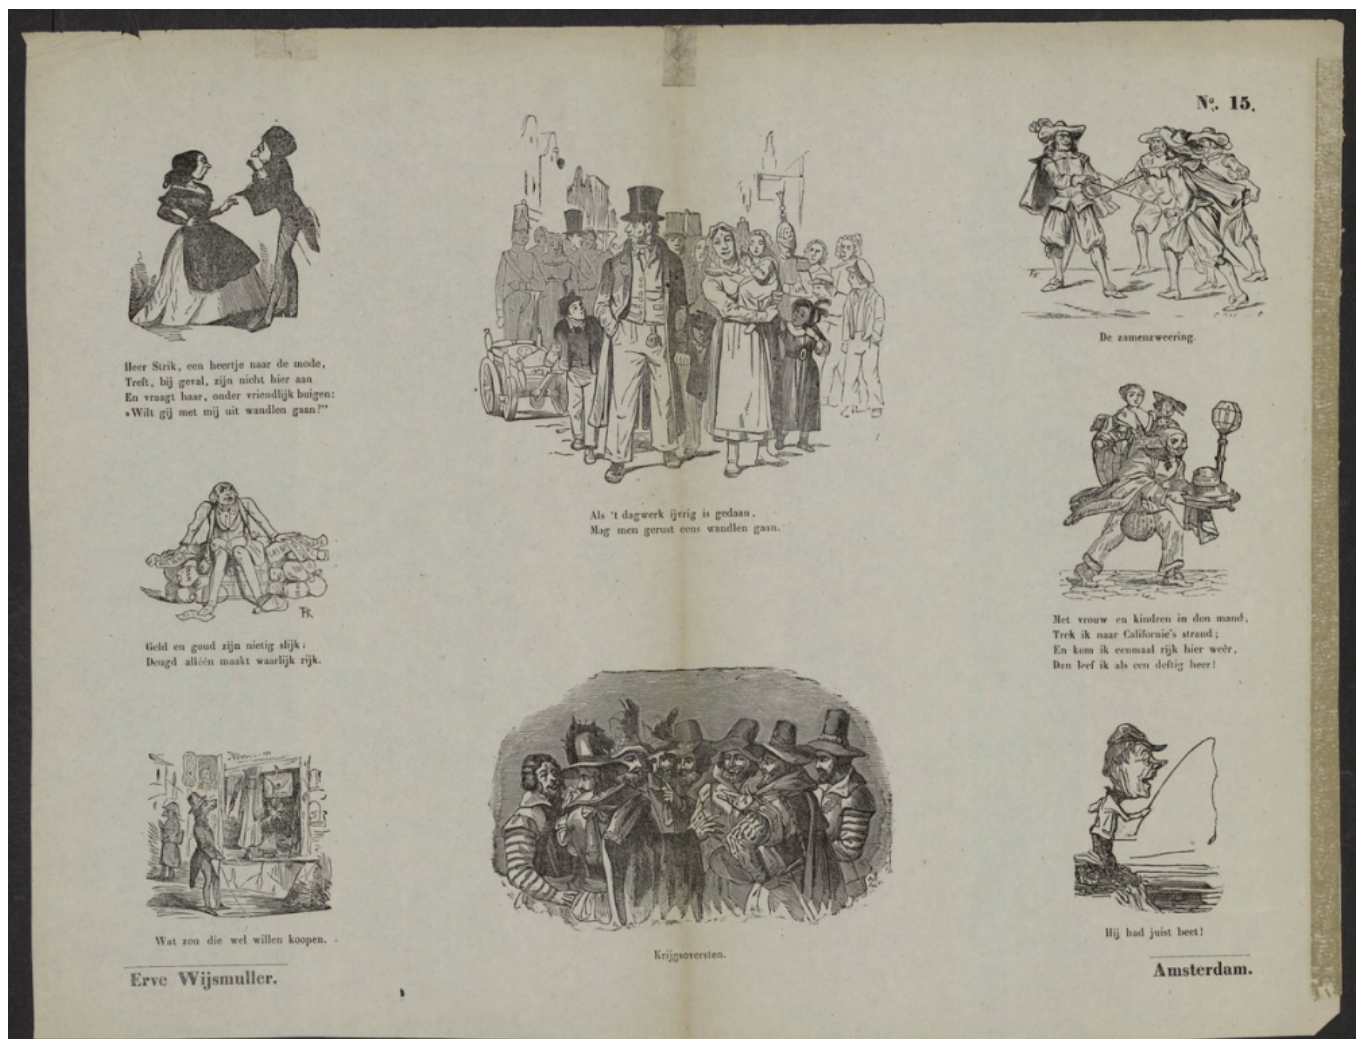 No. 15.
Heer Strik, een heertje naar de mode,
Treft, bij geval, zijn nicht hier aan
En vraagt haar, onder vriendlijk buigen:
»Wilt gij met mij uit wandlen gaan?"
Als 't dagwerk ijverig is gedaan,
Mag men gerust eens wandlen gaan.
De zamenzweering.
Geld en goud zijn nietig slijk;
Deugd alléén maakt waarlijk rijk.
Met vrouw en kindren in den mand,
Trek ik naar Californie's strand;
En kom ik eenmaal rijk hier weêr,
Dan leef ik als een deftig heer!
Wat zou die wel willen koopen.
Krijgsoversten.
Hij had juist beet!
Erve Wijsmuller.
Amsterdam.